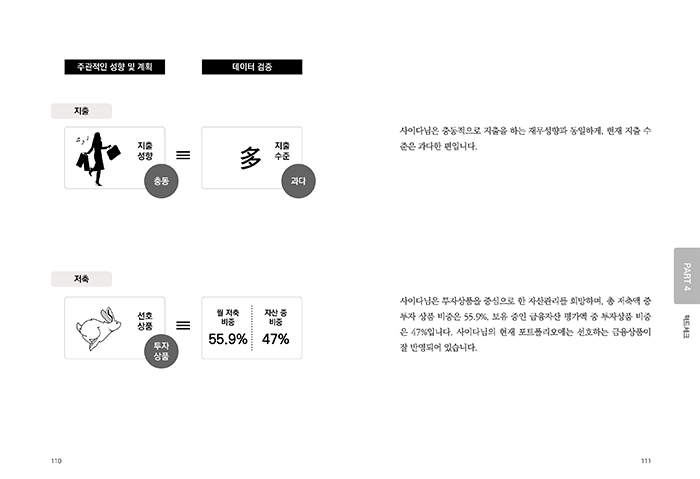 주관적인 성향 및 계획
데이터 검증
지출
지출
성향
충동
多
지출
수준
과다
사이다님은 충동적으로 지출을 하는 재무성향과 동일하게, 현재 지출 수
준은 과다한 편입니다.
저축
선호
상품
투자
상품
월 저축
비중
55.9%
자산 중
비중
47%
사이다님은 투자상품을 중심으로 한 자산관리를 희망하며, 총 저축액 중
투자 상품 비중은 55.9%, 보유 중인 금융자산 평가액 중 투자상품 비중
은 47%입니다. 사이다님의 현재 포트폴리오에는 선호하는 금융상품이
잘 반영되어 있습니다.
PART 4
팩트체크
110
111